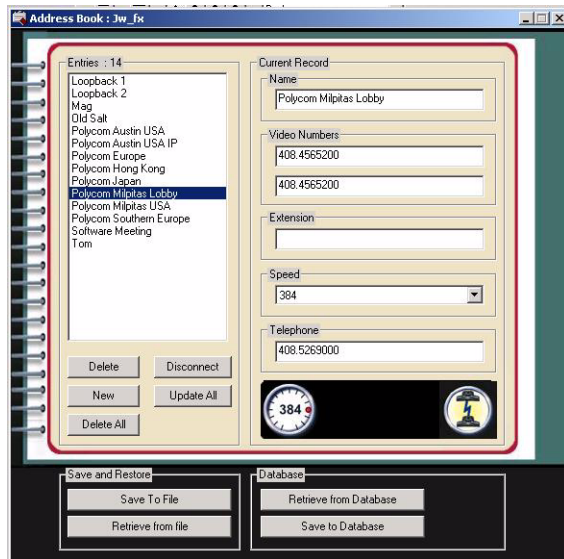 Address Book : Jw_fx
Entries : 14
Loopback 1
Loopback 2
Mag
Old Salt
Polycom Austin USA
Polycom Austin USA IP
Polycom Europe
Polycom Hong Kong
Polycom Japan
Polycom Milpitas Lobby
Polycom Milpitas USA
Polycom Southern Europe
Software Meeting
Tom
Delete
Disconnect
New
Update All
Delete All
Current Record
Name
Polycom Milpitas Lobby
Video Numbers
408.4565200
408.4565200
Extension
Speed
384
Telephone
408.5269000
384
Save and Restore
Save To File
Retrieve from file
Database
Retrieve from Database
Save to Database